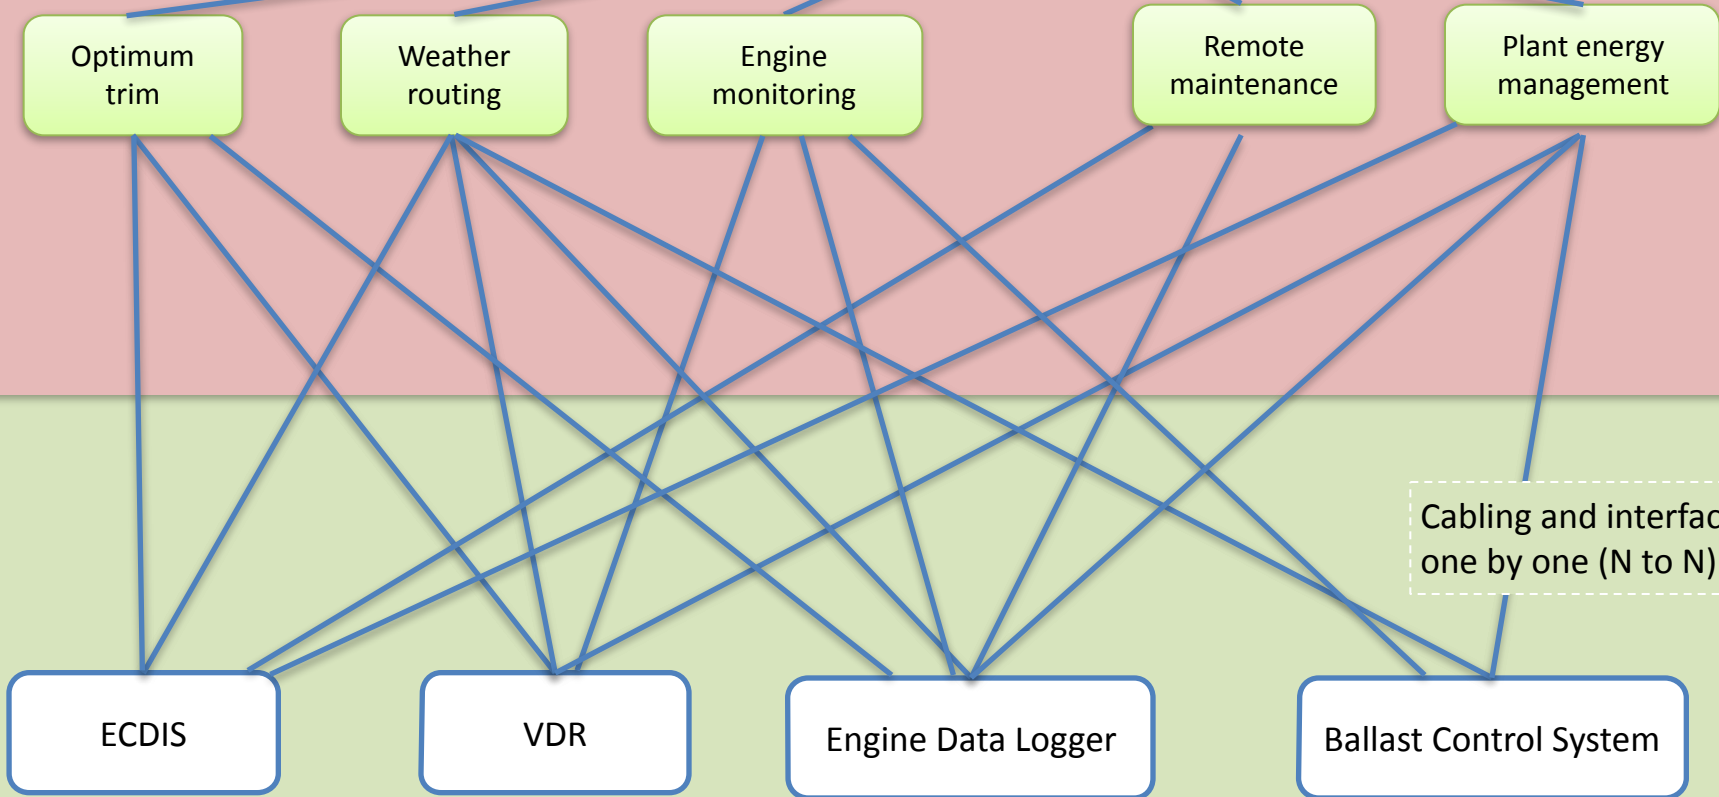 Optimum
trim
Weather
routing
Engine
monitoring
Remote
maintenance
Plant energy
management
Cabling and interfac
one by one (N to N)
ECDIS
VDR
Engine Data Logger
Ballast Control System